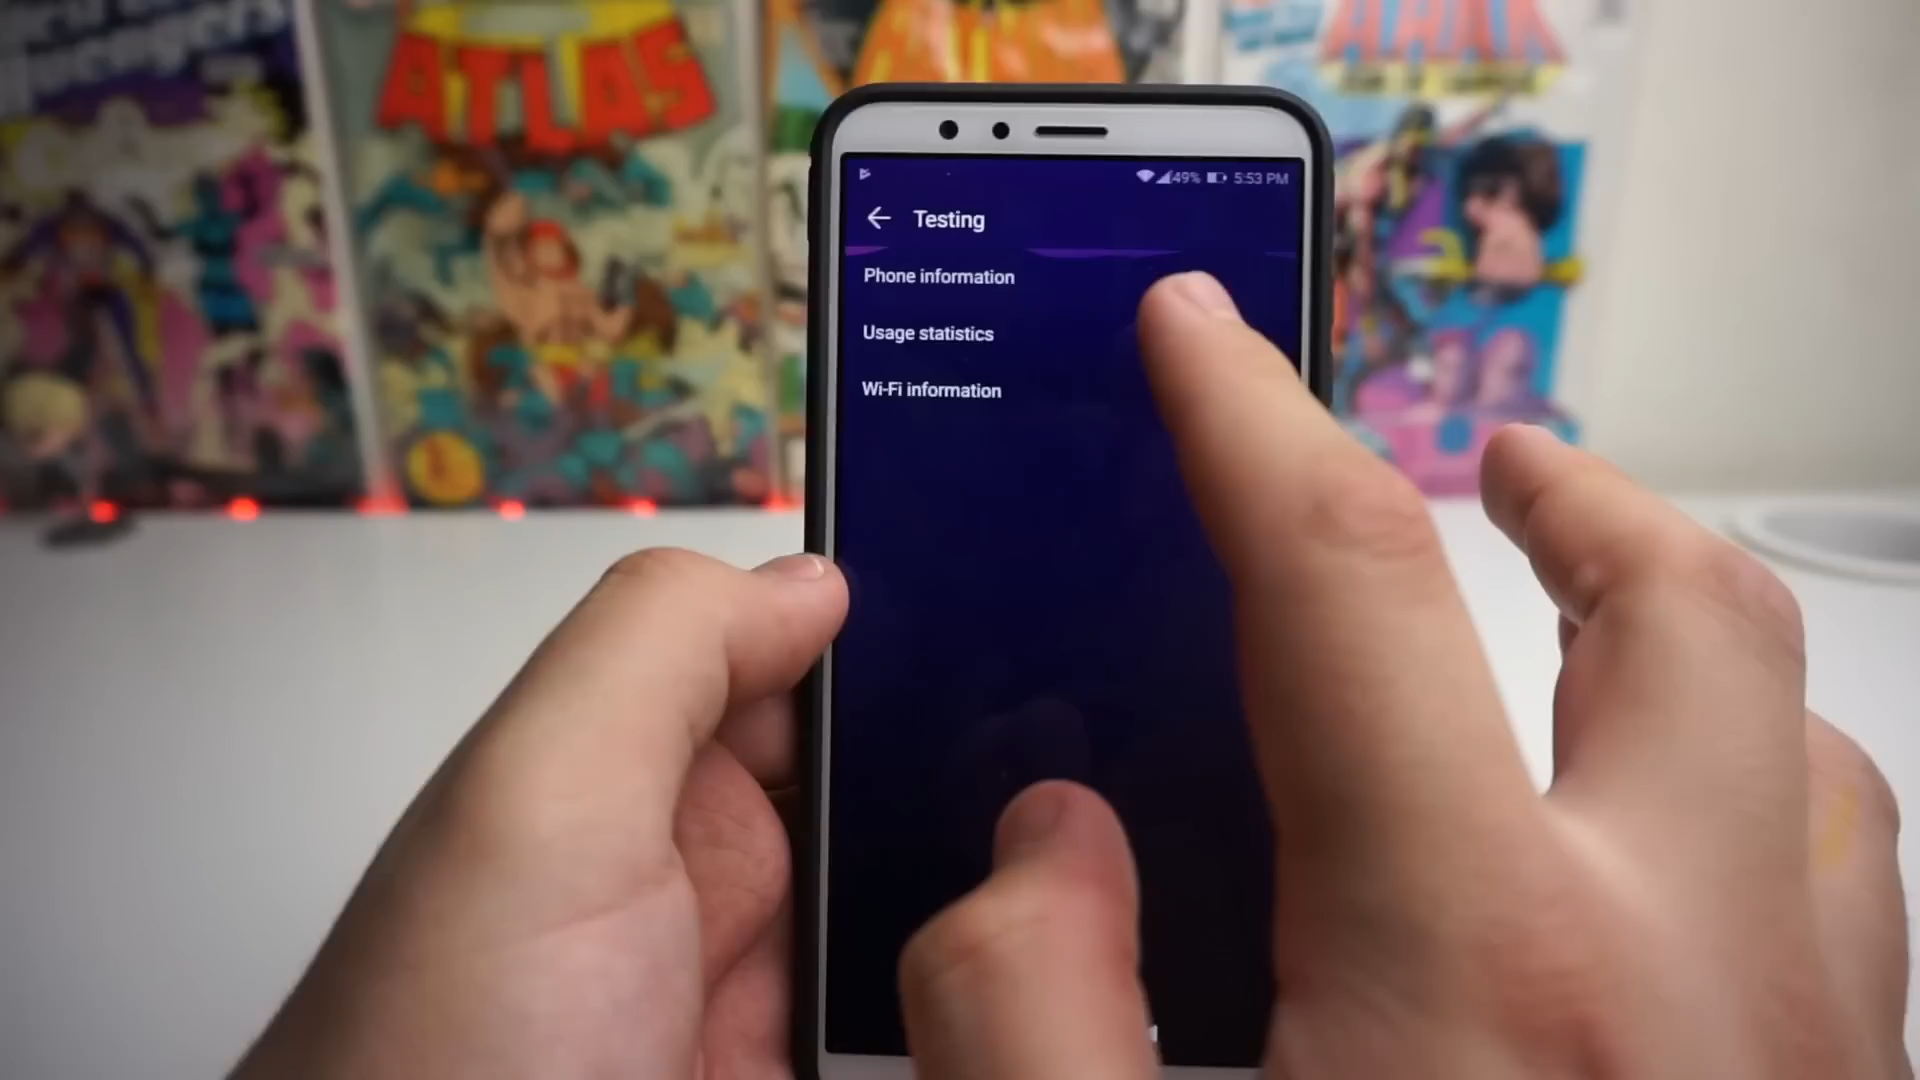 ATLAS
49% 5:53 PM
Testing
Phone information
Usage statistics
Wi-Fi information